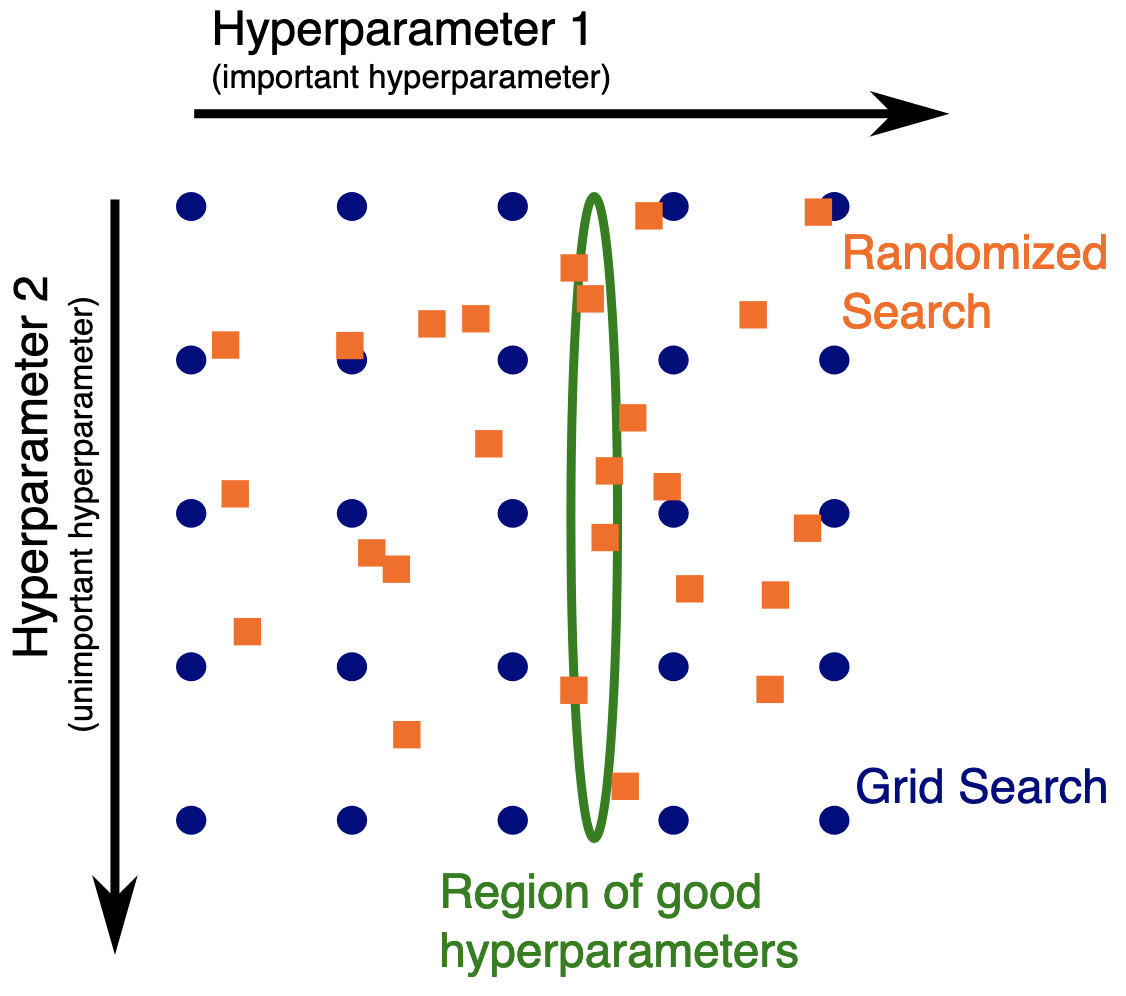 Hyperparameter 1
(important hyperparameter)
Hyperparameter 2
(unimportant hyperparameter)
Randomized
Search
Grid Search
Region of good
hyperparameters